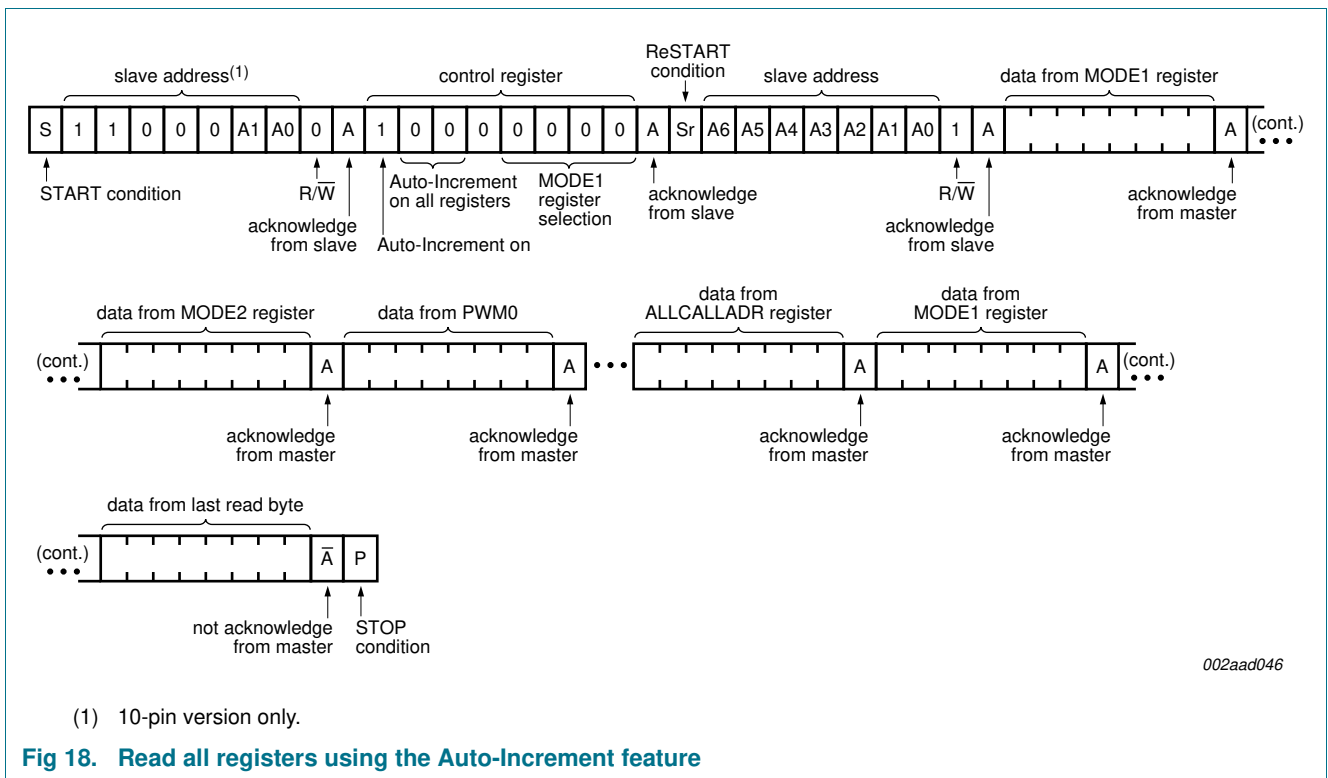 ReSTART
condition
slave address(1)
control register
slave address
data from MODE1 register
S 1 1 0 0 0 A1 A0 0 A 1 0 0 0 0 0 0 0 A Sr A6 A5 A4 A3 A2 A1 A0 1 A A (cont.)
START condition
R/W̅
acknowledge
from slave
Auto-Increment
on all registers
Auto-Increment on
MODE1
register
selection
acknowledge
from slave
R/W̅
acknowledge
from slave
acknowledge
from master
data from MODE2 register
data from PWM0
data from
ALLCALLADR register
data from
MODE1 register
(cont.) A A A A (cont.)
acknowledge
from master
acknowledge
from master
acknowledge
from master
acknowledge
from master
data from last read byte
(cont.) A̅ P
not acknowledge
from master
STOP
condition
002aad046
(1) 10-pin version only.
Fig 18. Read all registers using the Auto-Increment feature